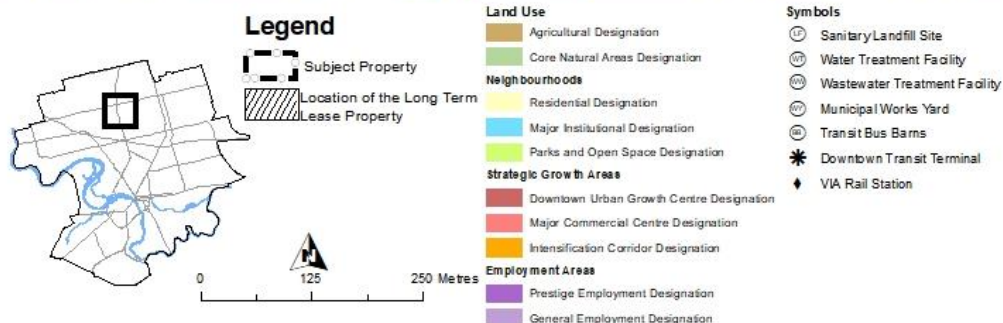 Legend
Subject Property
Location of the Long Term
Lease Property
N
0 125 250 Metres
Land Use
Agricultural Designation
Core Natural Areas Designation
Neighbourhoods
Residential Designation
Major Institutional Designation
Parks and Open Space Designation
Strategic Growth Areas
Downtown Urban Growth Centre Designation
Major Commercial Centre Designation
Intensification Corridor Designation
Employment Areas
Prestige Employment Designation
General Employment Designation
Symbols
LF Sanitary Landfill Site
WT Water Treatment Facility
WW Wastewater Treatment Facility
WY Municipal Works Yard
BB Transit Bus Barns
Downtown Transit Terminal
VIA Rail Station